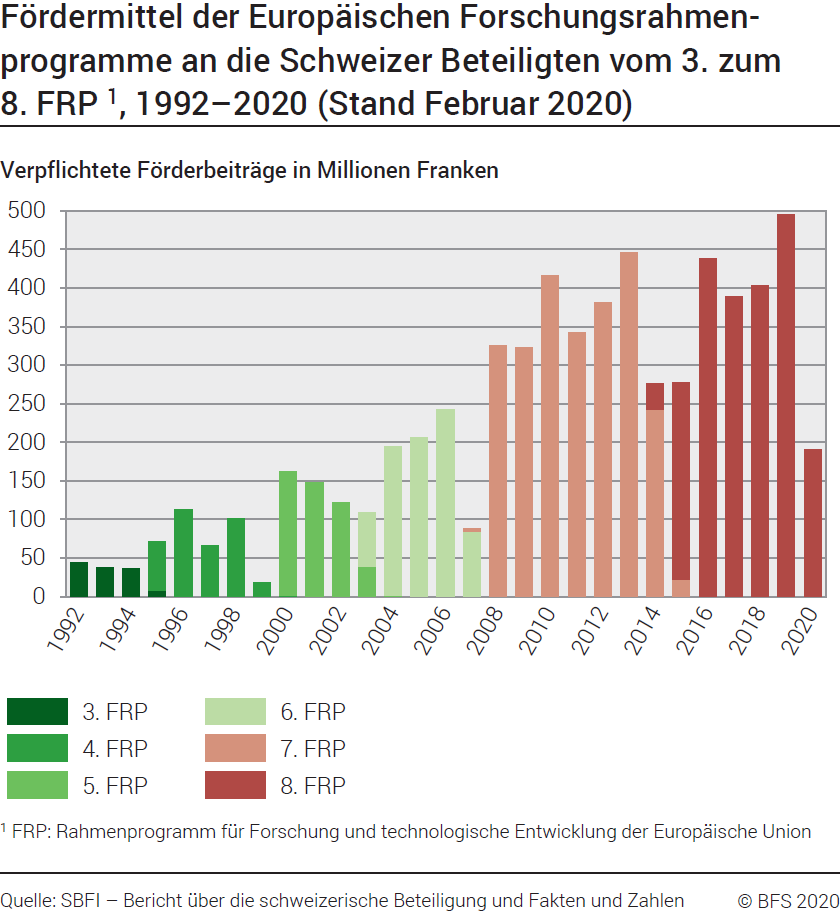 Fördermittel der Europäischen Forschungsrahmen-
programme an die Schweizer Beteiligten vom 3. zum
8. FRP ¹, 1992–2020 (Stand Februar 2020)
Verpflichtete Förderbeiträge in Millionen Franken
500
450
400
350
300
250
200
150
100
50
0
1992 1994 1996 1998 2000 2002 2004 2006 2008 2010 2012 2014 2016 2018 2020
3. FRP 6. FRP
4. FRP 7. FRP
5. FRP 8. FRP
¹ FRP: Rahmenprogramm für Forschung und technologische Entwicklung der Europäische Union
Quelle: SBFI – Bericht über die schweizerische Beteiligung und Fakten und Zahlen © BFS 2020